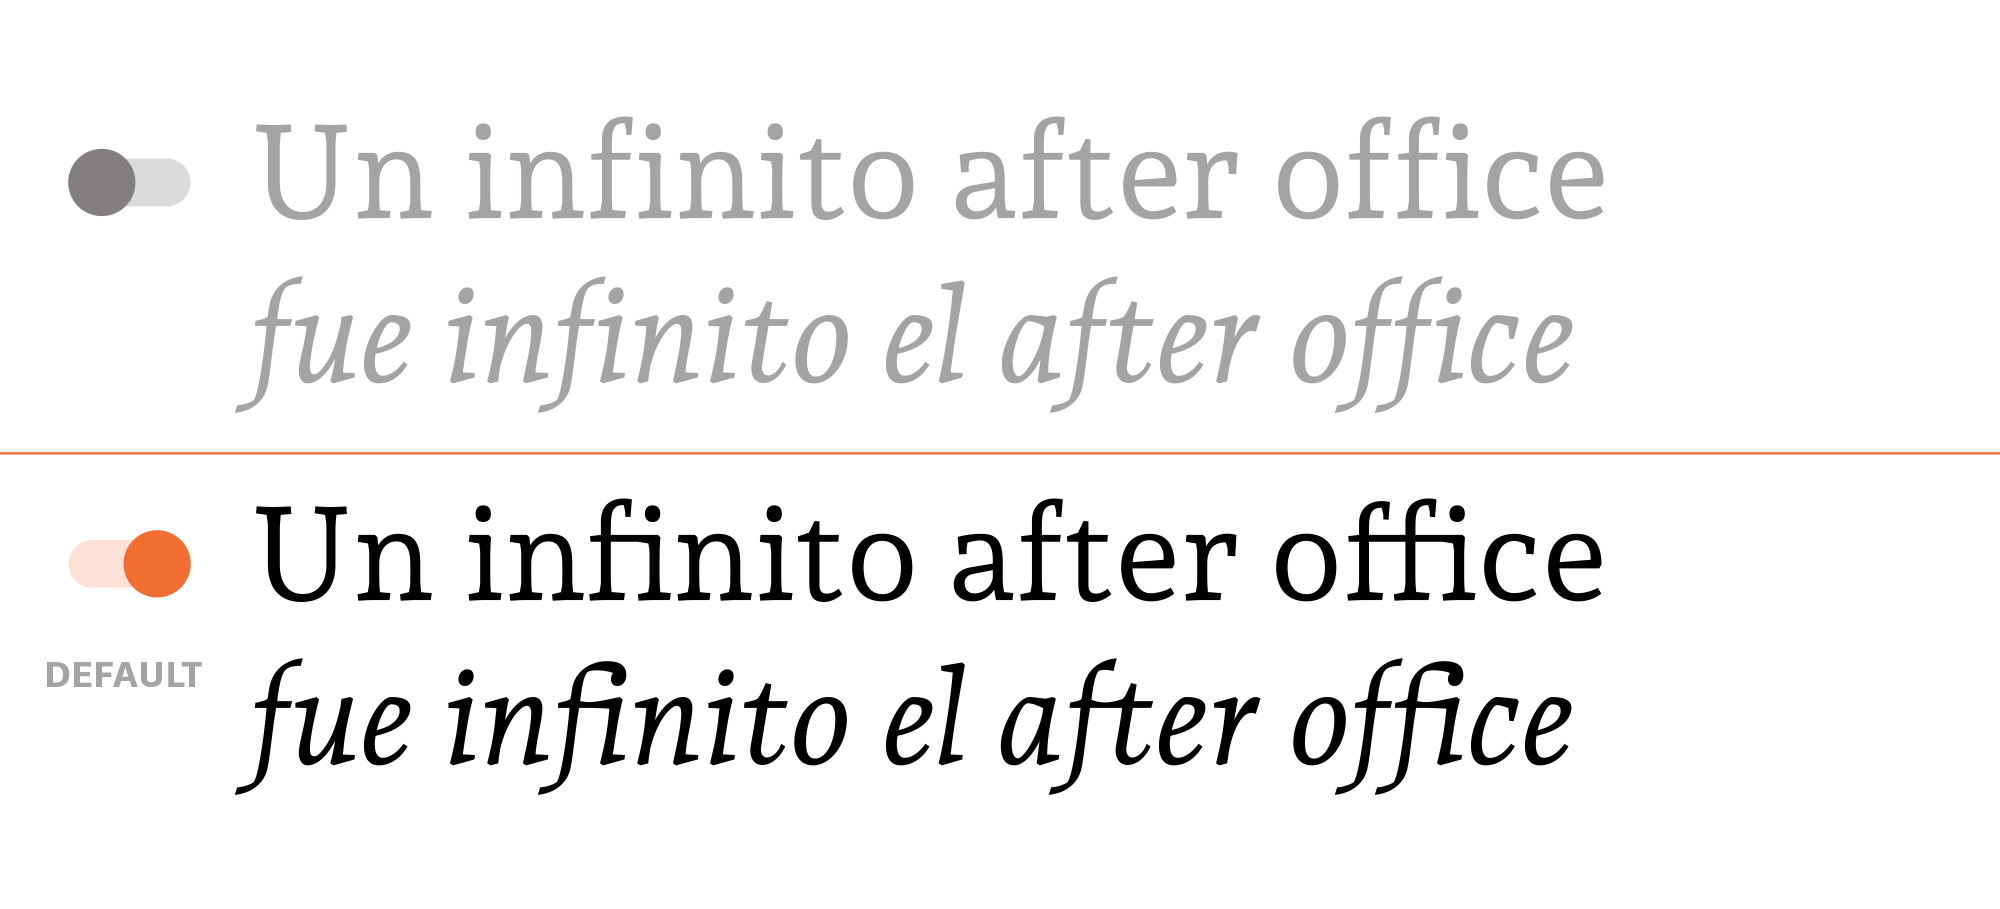 Un infinito after office
fue infinito el after office
Un infinito after office
DEFAULT
fue infinito el after office